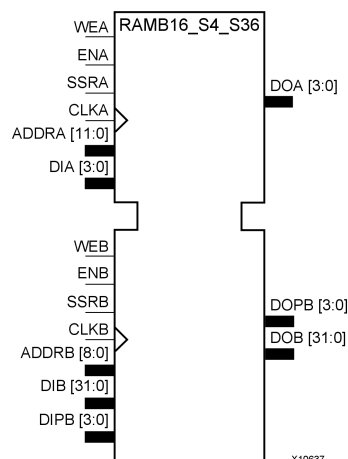 RAMB16_S4_S36
WEA
ENA
SSRA
CLKA
ADDRA [11:0]
DIA [3:0]
DOA [3:0]
WEB
ENB
SSRB
CLKB
ADDRB [8:0]
DIB [31:0]
DIPB [3:0]
DOPB [3:0]
DOB [31:0]